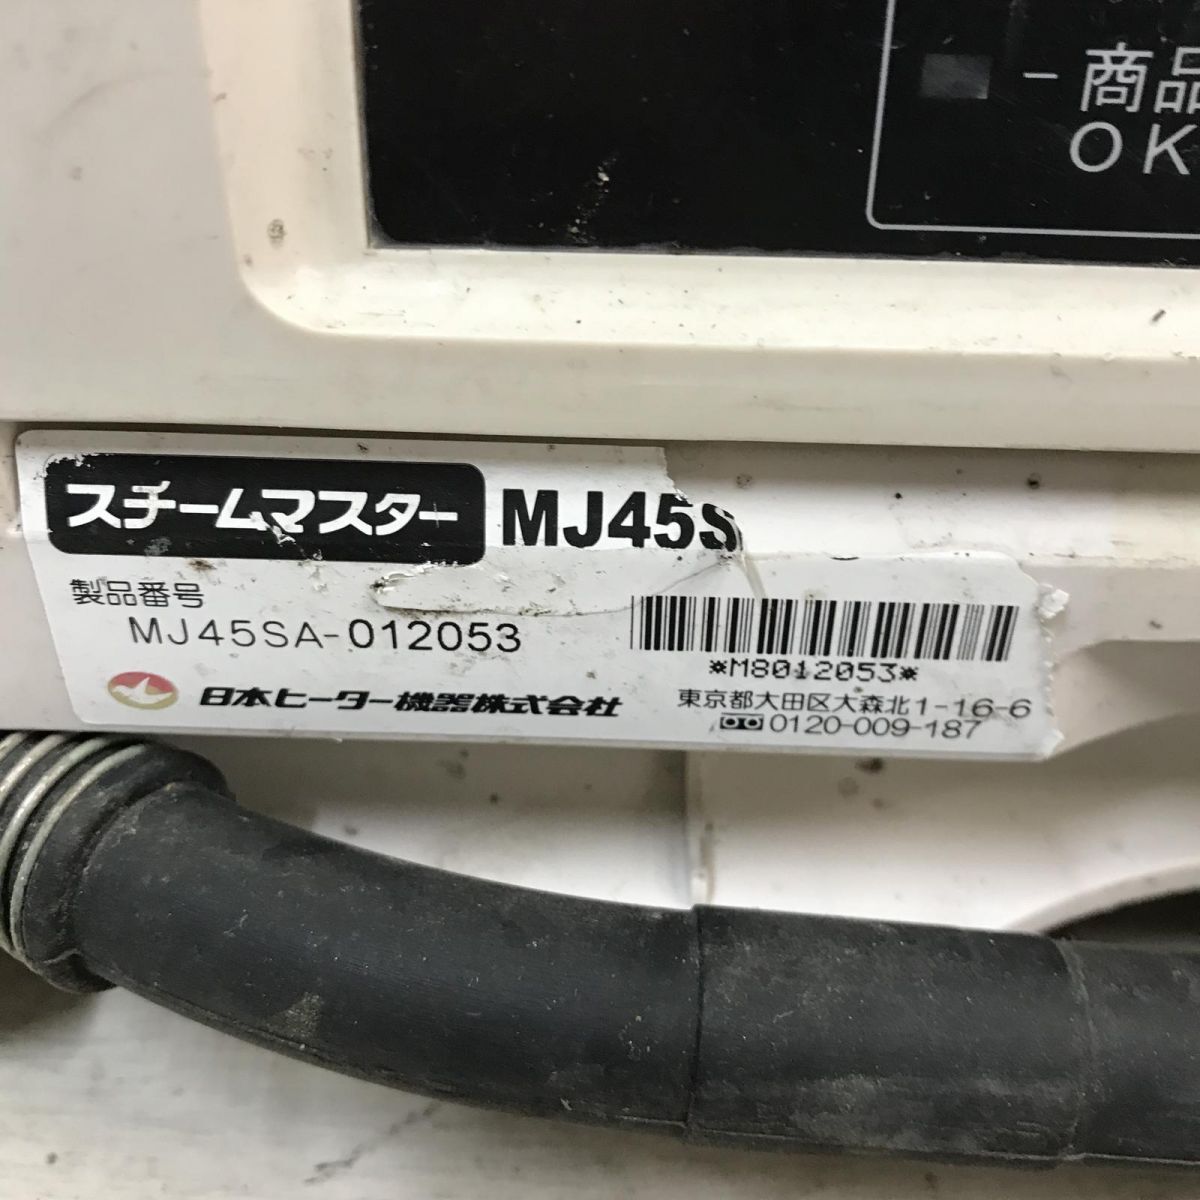 - 商品
OK
スチームマスター MJ45S
製品番号
MJ45SA-012053
*M8012053*
日本ヒーター機器株式会社
東京都大田区大森北1-16-6
0120-009-187